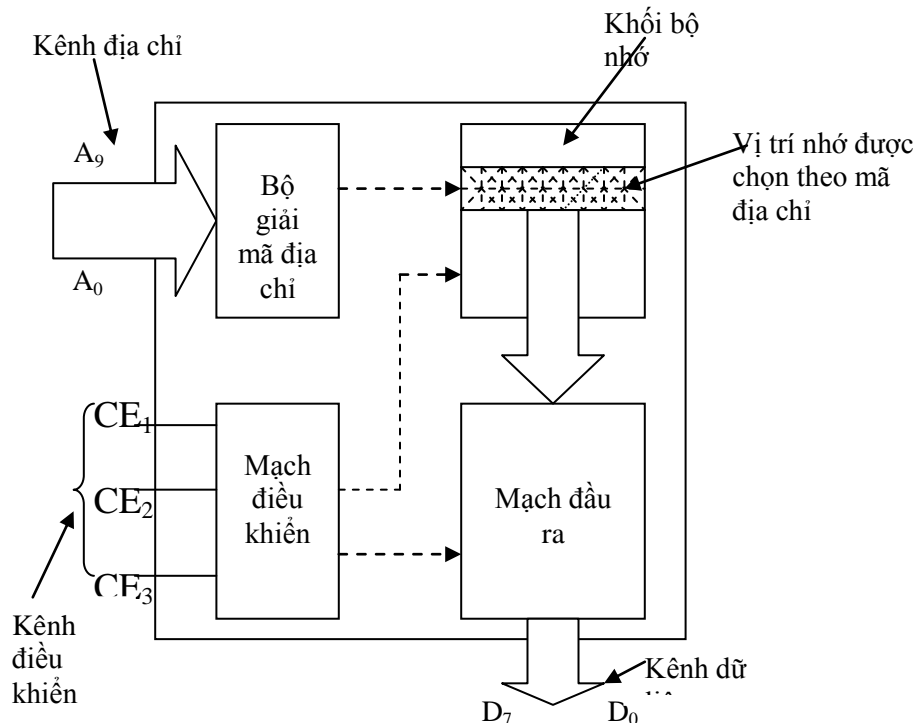 Kênh địa chỉ
Khối bộ
nhớ
A9
Bộ
giải
mã địa
chỉ
Vị trí nhớ được
chọn theo mã
địa chỉ
A0
CE1
CE2
CE3
Mạch
điều
khiển
Mạch đầu
ra
Kênh
điều
khiển
Kênh dữ
D7 D0